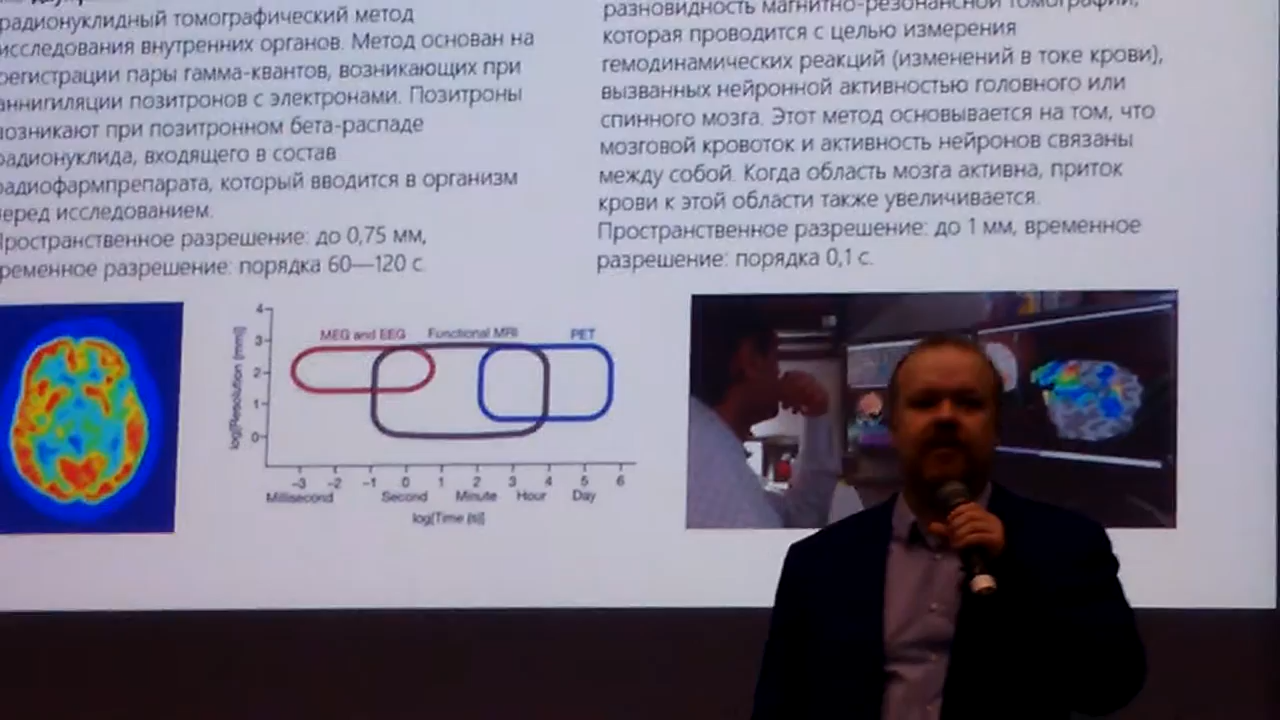 радионуклидный томографический метод
исследования внутренних органов. Метод основан на
регистрации пары гамма-квантов, возникающих при
аннигиляции позитронов с электронами. Позитроны
возникают при позитронном бета-распаде
радионуклида, входящего в состав
радиофармпрепарата, который вводится в организм
перед исследованием.
Пространственное разрешение: до 0,75 мм,
временное разрешение: порядка 60—120 с.
разновидность магнитно-резонансной томографии,
которая проводится с целью измерения
гемодинамических реакций (изменений в токе крови),
вызванных нейронной активностью головного или
спинного мозга. Этот метод основывается на том, что
мозговой кровоток и активность нейронов связаны
между собой. Когда область мозга активна, приток
крови к этой области также увеличивается.
Пространственное разрешение: до 1 мм, временное
разрешение: порядка 0,1 с.
MEG and EEG Functional MRI PET
log[Resolution (mm)]
4
3
2
1
0
-3 -2 -1 0 1 2 3 4 5 6
Millisecond Second Minute Hour Day
log[Time (s)]